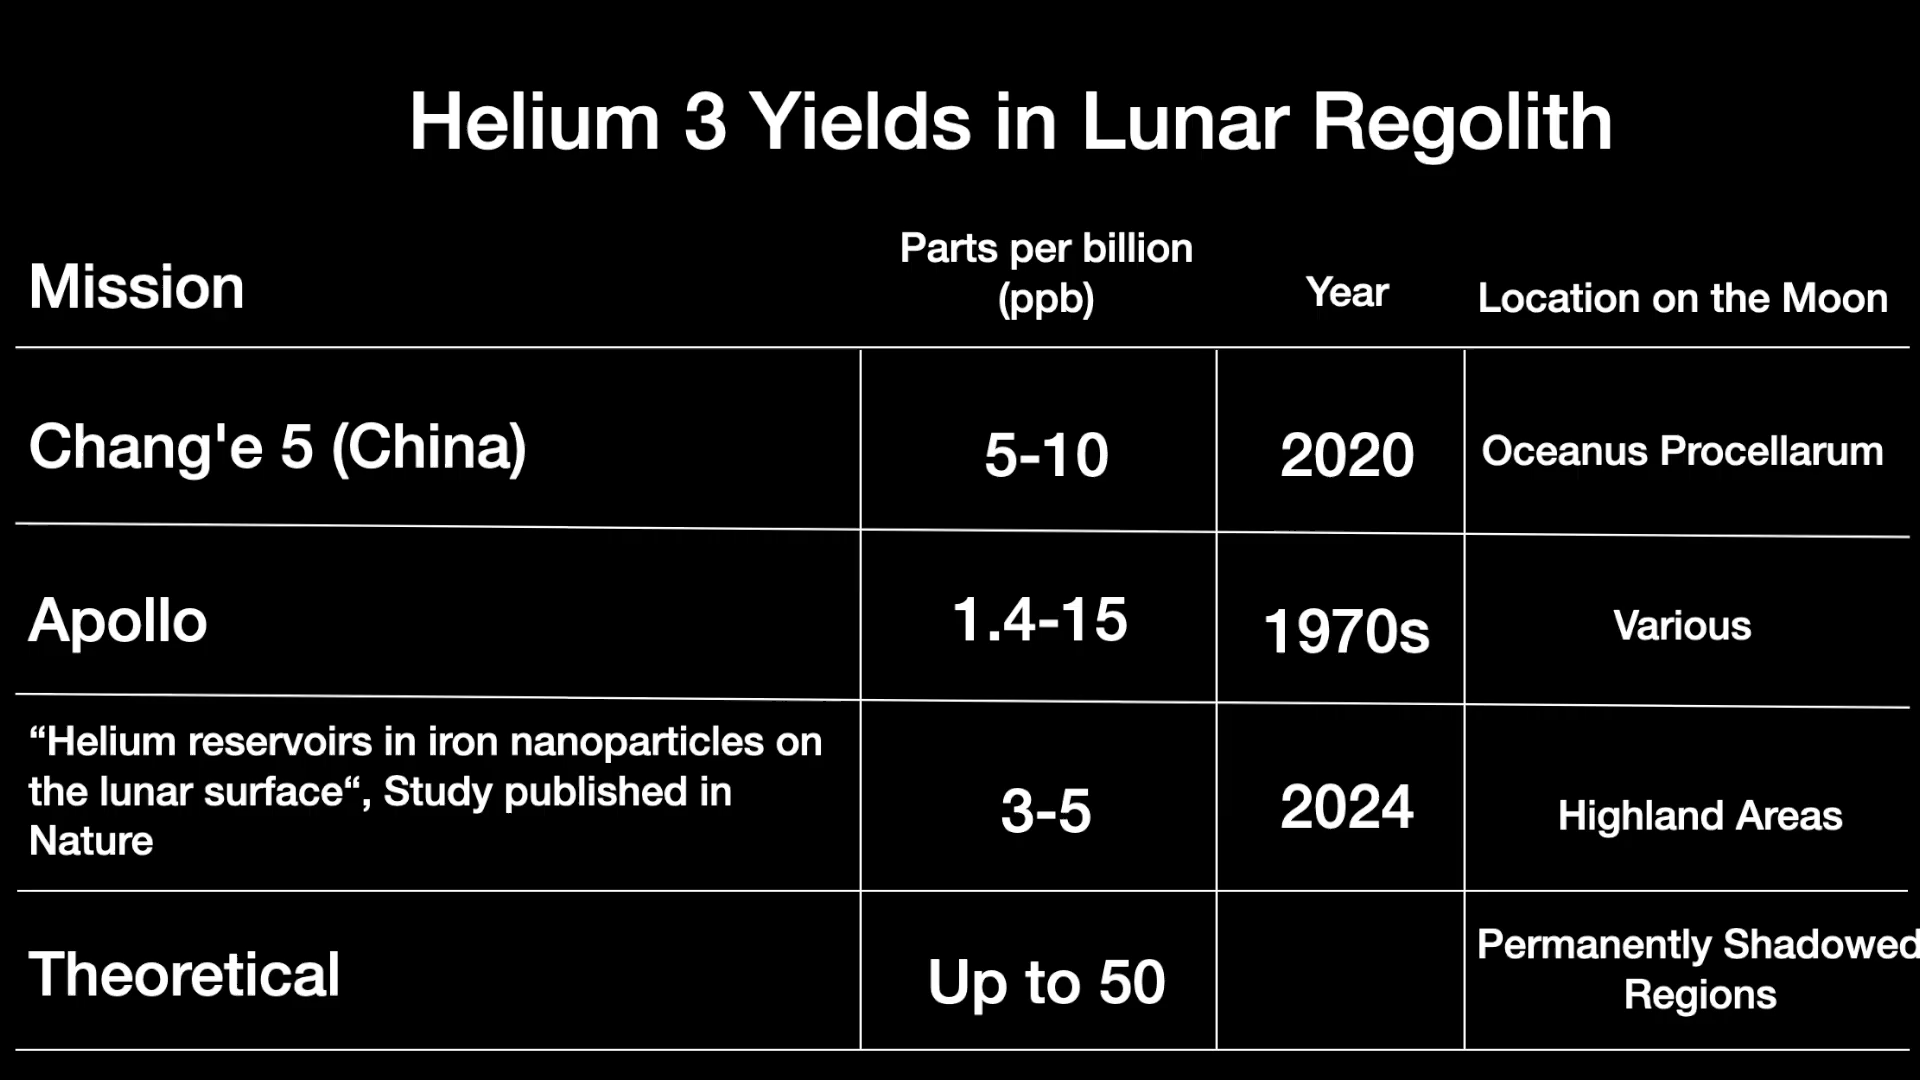 Helium 3 Yields in Lunar Regolith
Mission
Parts per billion
(ppb)
Year
Location on the Moon
Chang'e 5 (China)
5-10
2020
Oceanus Procellarum
Apollo
1.4-15
1970s
Various
“Helium reservoirs in iron nanoparticles on
the lunar surface“, Study published in
Nature
3-5
2024
Highland Areas
Theoretical
Up to 50
Permanently Shadowed
Regions